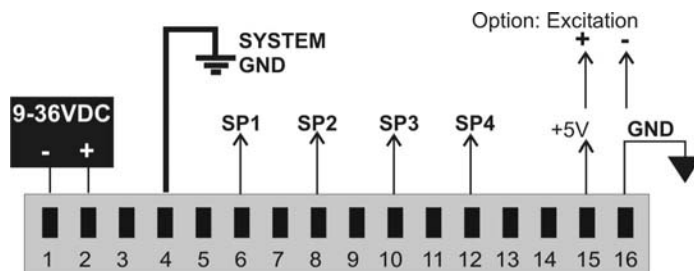 Option: Excitation
+ -
SYSTEM
GND
9-36VDC
- +
SP1 SP2 SP3 SP4 +5V GND
1 2 3 4 5 6 7 8 9 10 11 12 13 14 15 16